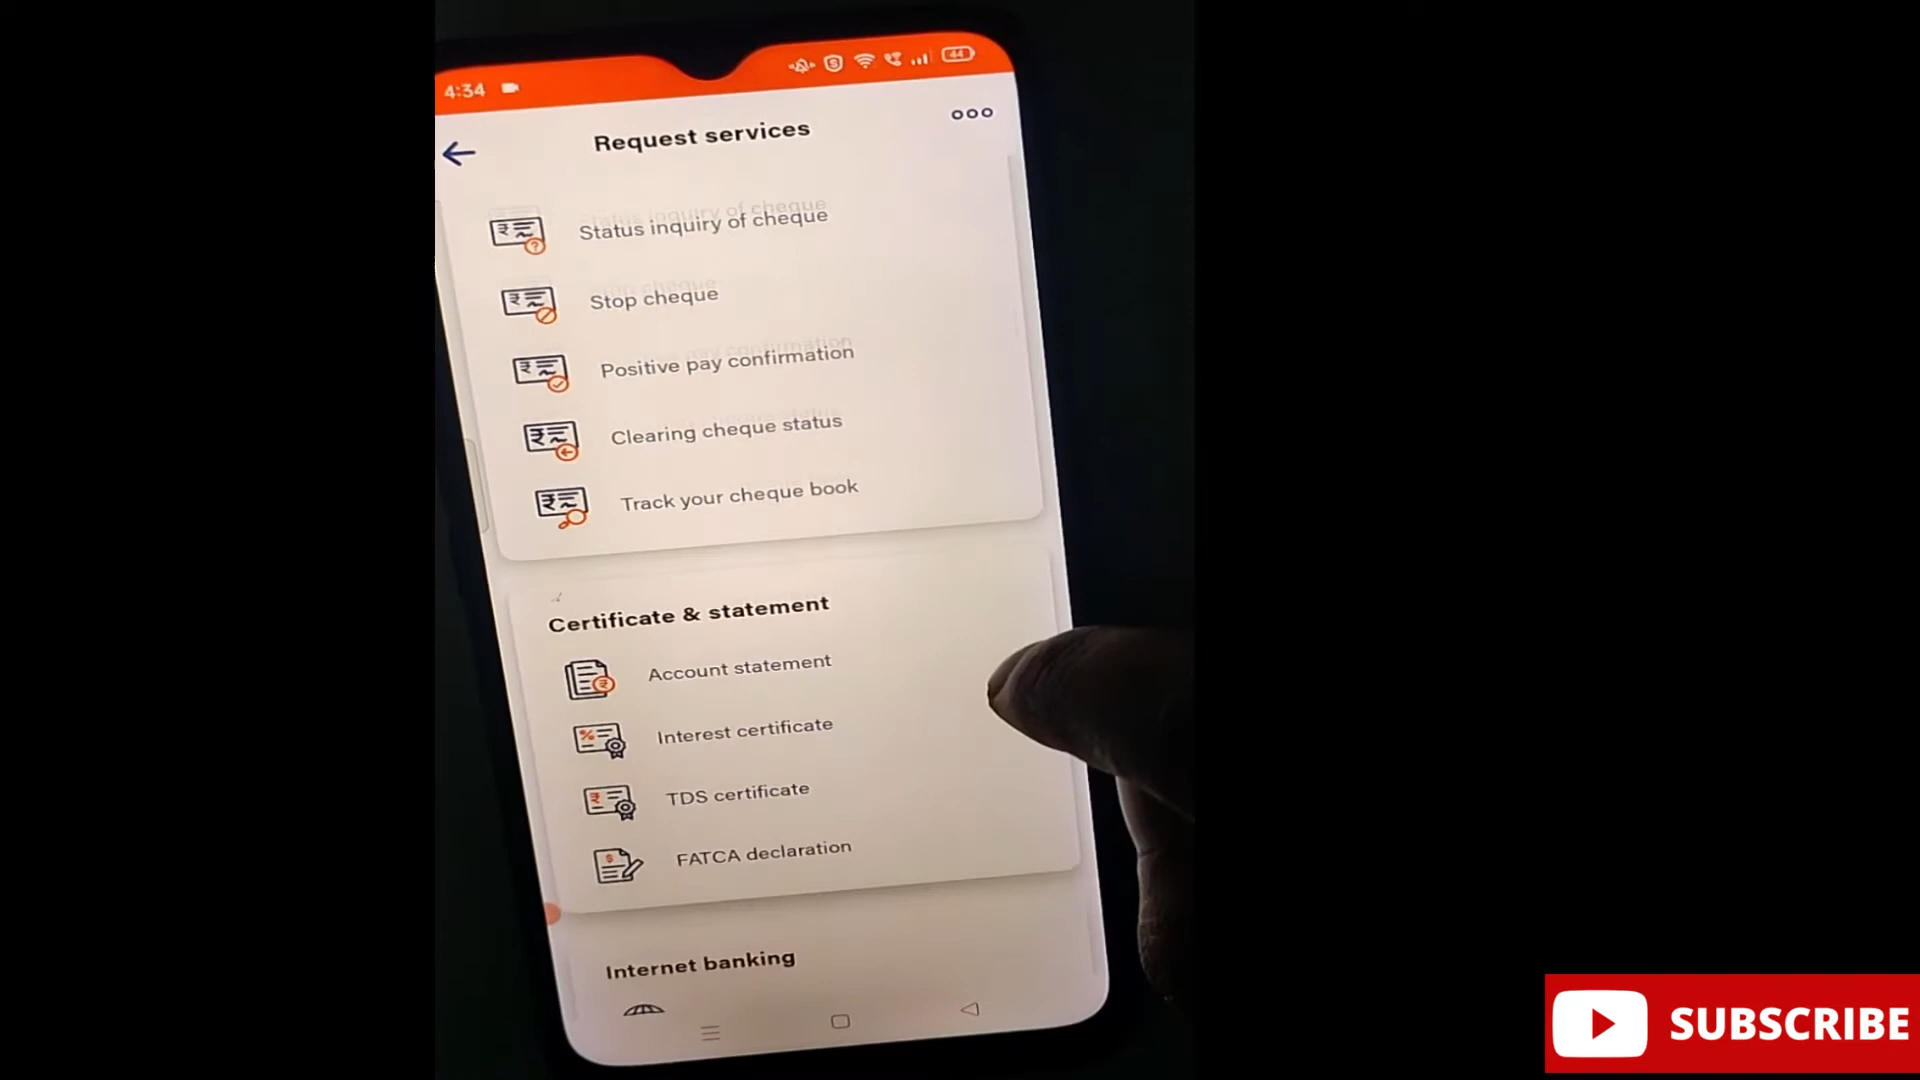 4:34
44
Request services
Status inquiry of cheque
Stop cheque
Positive pay confirmation
Clearing cheque status
Track your cheque book
Certificate & statement
Account statement
Interest certificate
TDS certificate
FATCA declaration
Internet banking
SUBSCRIBE